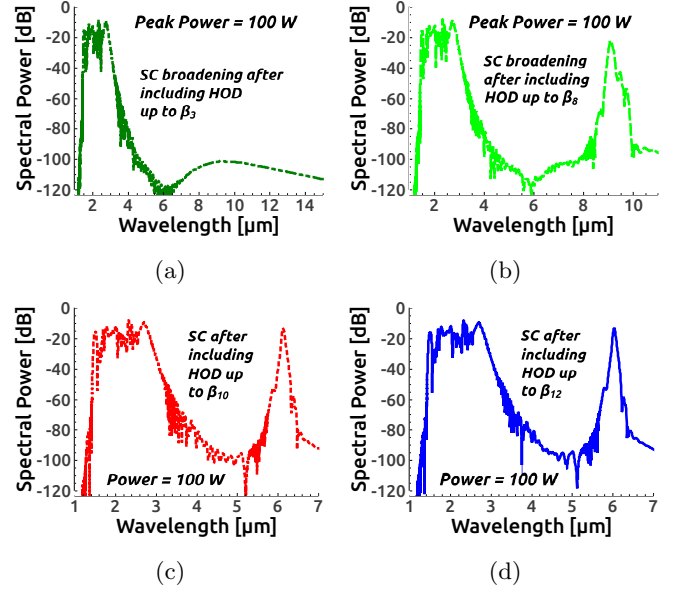 Peak Power = 100 W
SC broadening after
including HOD
up to β3
Spectral Power [dB]
0
-20
-40
-60
-80
-100
-120
2 4 6 8 10 12 14
Wavelength [µm]
(a)
Peak Power = 100 W
SC broadening
after including
HOD up to β8
Spectral Power [dB]
0
-20
-40
-60
-80
-100
-120
2 4 6 8 10
Wavelength [µm]
(b)
SC after
including
HOD up
to β10
Power = 100 W
Spectral Power [dB]
0
-20
-40
-60
-80
-100
-120
1 2 3 4 5 6 7
Wavelength [µm]
(c)
SC after
including
HOD up
to β12
Power = 100 W
Spectral Power [dB]
0
-20
-40
-60
-80
-100
-120
1 2 3 4 5 6 7
Wavelength [µm]
(d)